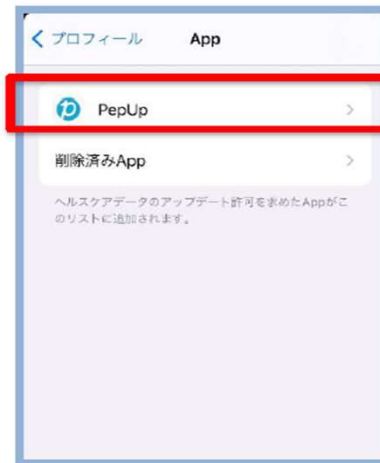 プロフィール App
PepUp
削除済みApp
ヘルスケアデータのアップデート許可を求めたAppがこ
のリストに追加されます。